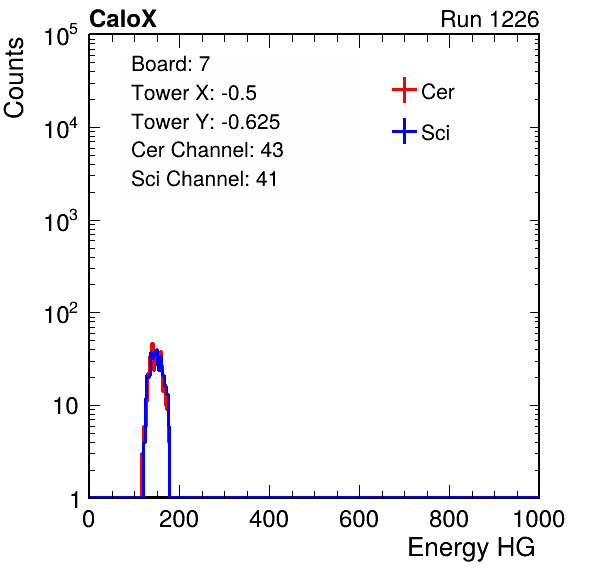 CaloX Run 1226
Counts
10^5
10^4
10^3
10^2
10
1
Board: 7
Tower X: -0.5
Tower Y: -0.625
Cer Channel: 43
Sci Channel: 41
Cer
Sci
0 200 400 600 800 1000
Energy HG